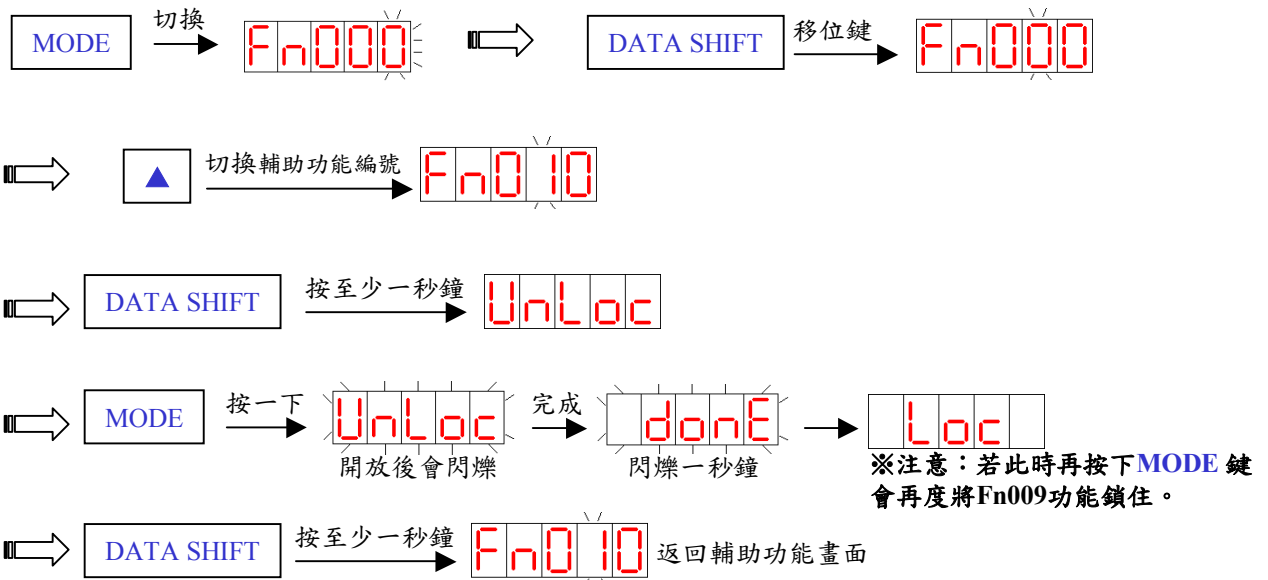 MODE 切換 Fn000 DATA SHIFT 移位鍵 Fn000
▲ 切換輔助功能編號 Fn010
DATA SHIFT 按至少一秒鐘 UnLoc
MODE 按一下 UnLoc 完成 donE Loc
開放後會閃爍 閃爍一秒鐘 ※注意：若此時再按下MODE 鍵
會再度將Fn009功能鎖住。
DATA SHIFT 按至少一秒鐘 Fn010 返回輔助功能畫面